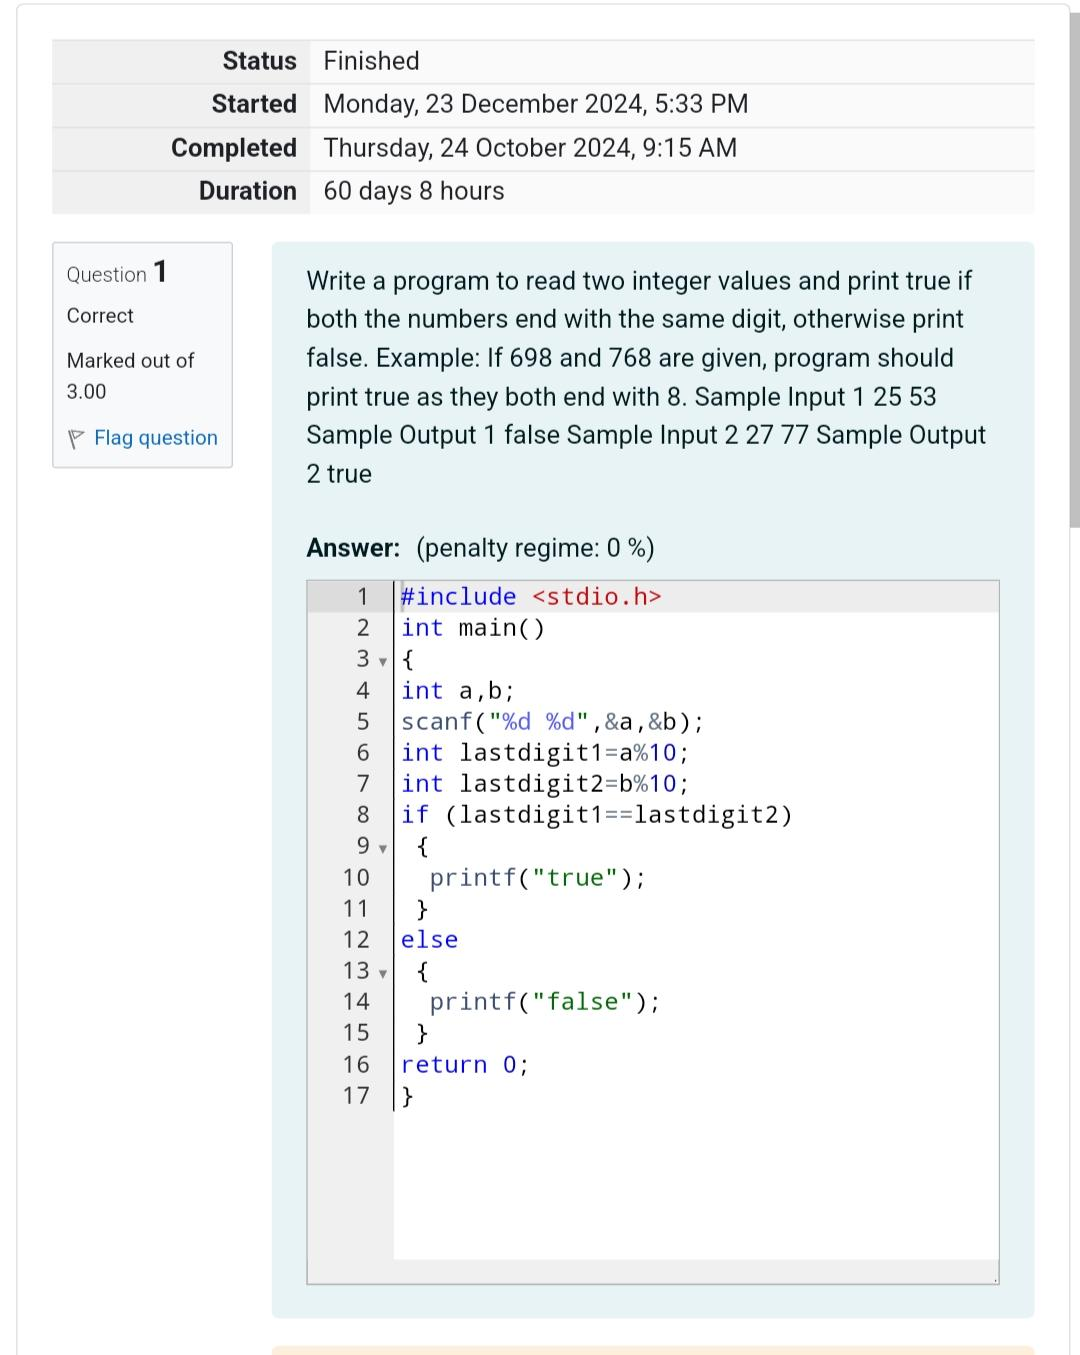 Status Finished
Started Monday, 23 December 2024, 5:33 PM
Completed Thursday, 24 October 2024, 9:15 AM
Duration 60 days 8 hours
Question 1
Correct
Marked out of
3.00
Flag question
Write a program to read two integer values and print true if
both the numbers end with the same digit, otherwise print
false. Example: If 698 and 768 are given, program should
print true as they both end with 8. Sample Input 1 25 53
Sample Output 1 false Sample Input 2 27 77 Sample Output
2 true
Answer: (penalty regime: 0 %)
1 #include <stdio.h>
2 int main()
3 {
4 int a,b;
5 scanf("%d %d",&a,&b);
6 int lastdigit1=a%10;
7 int lastdigit2=b%10;
8 if (lastdigit1==lastdigit2)
9 {
10 printf("true");
11 }
12 else
13 {
14 printf("false");
15 }
16 return 0;
17 }